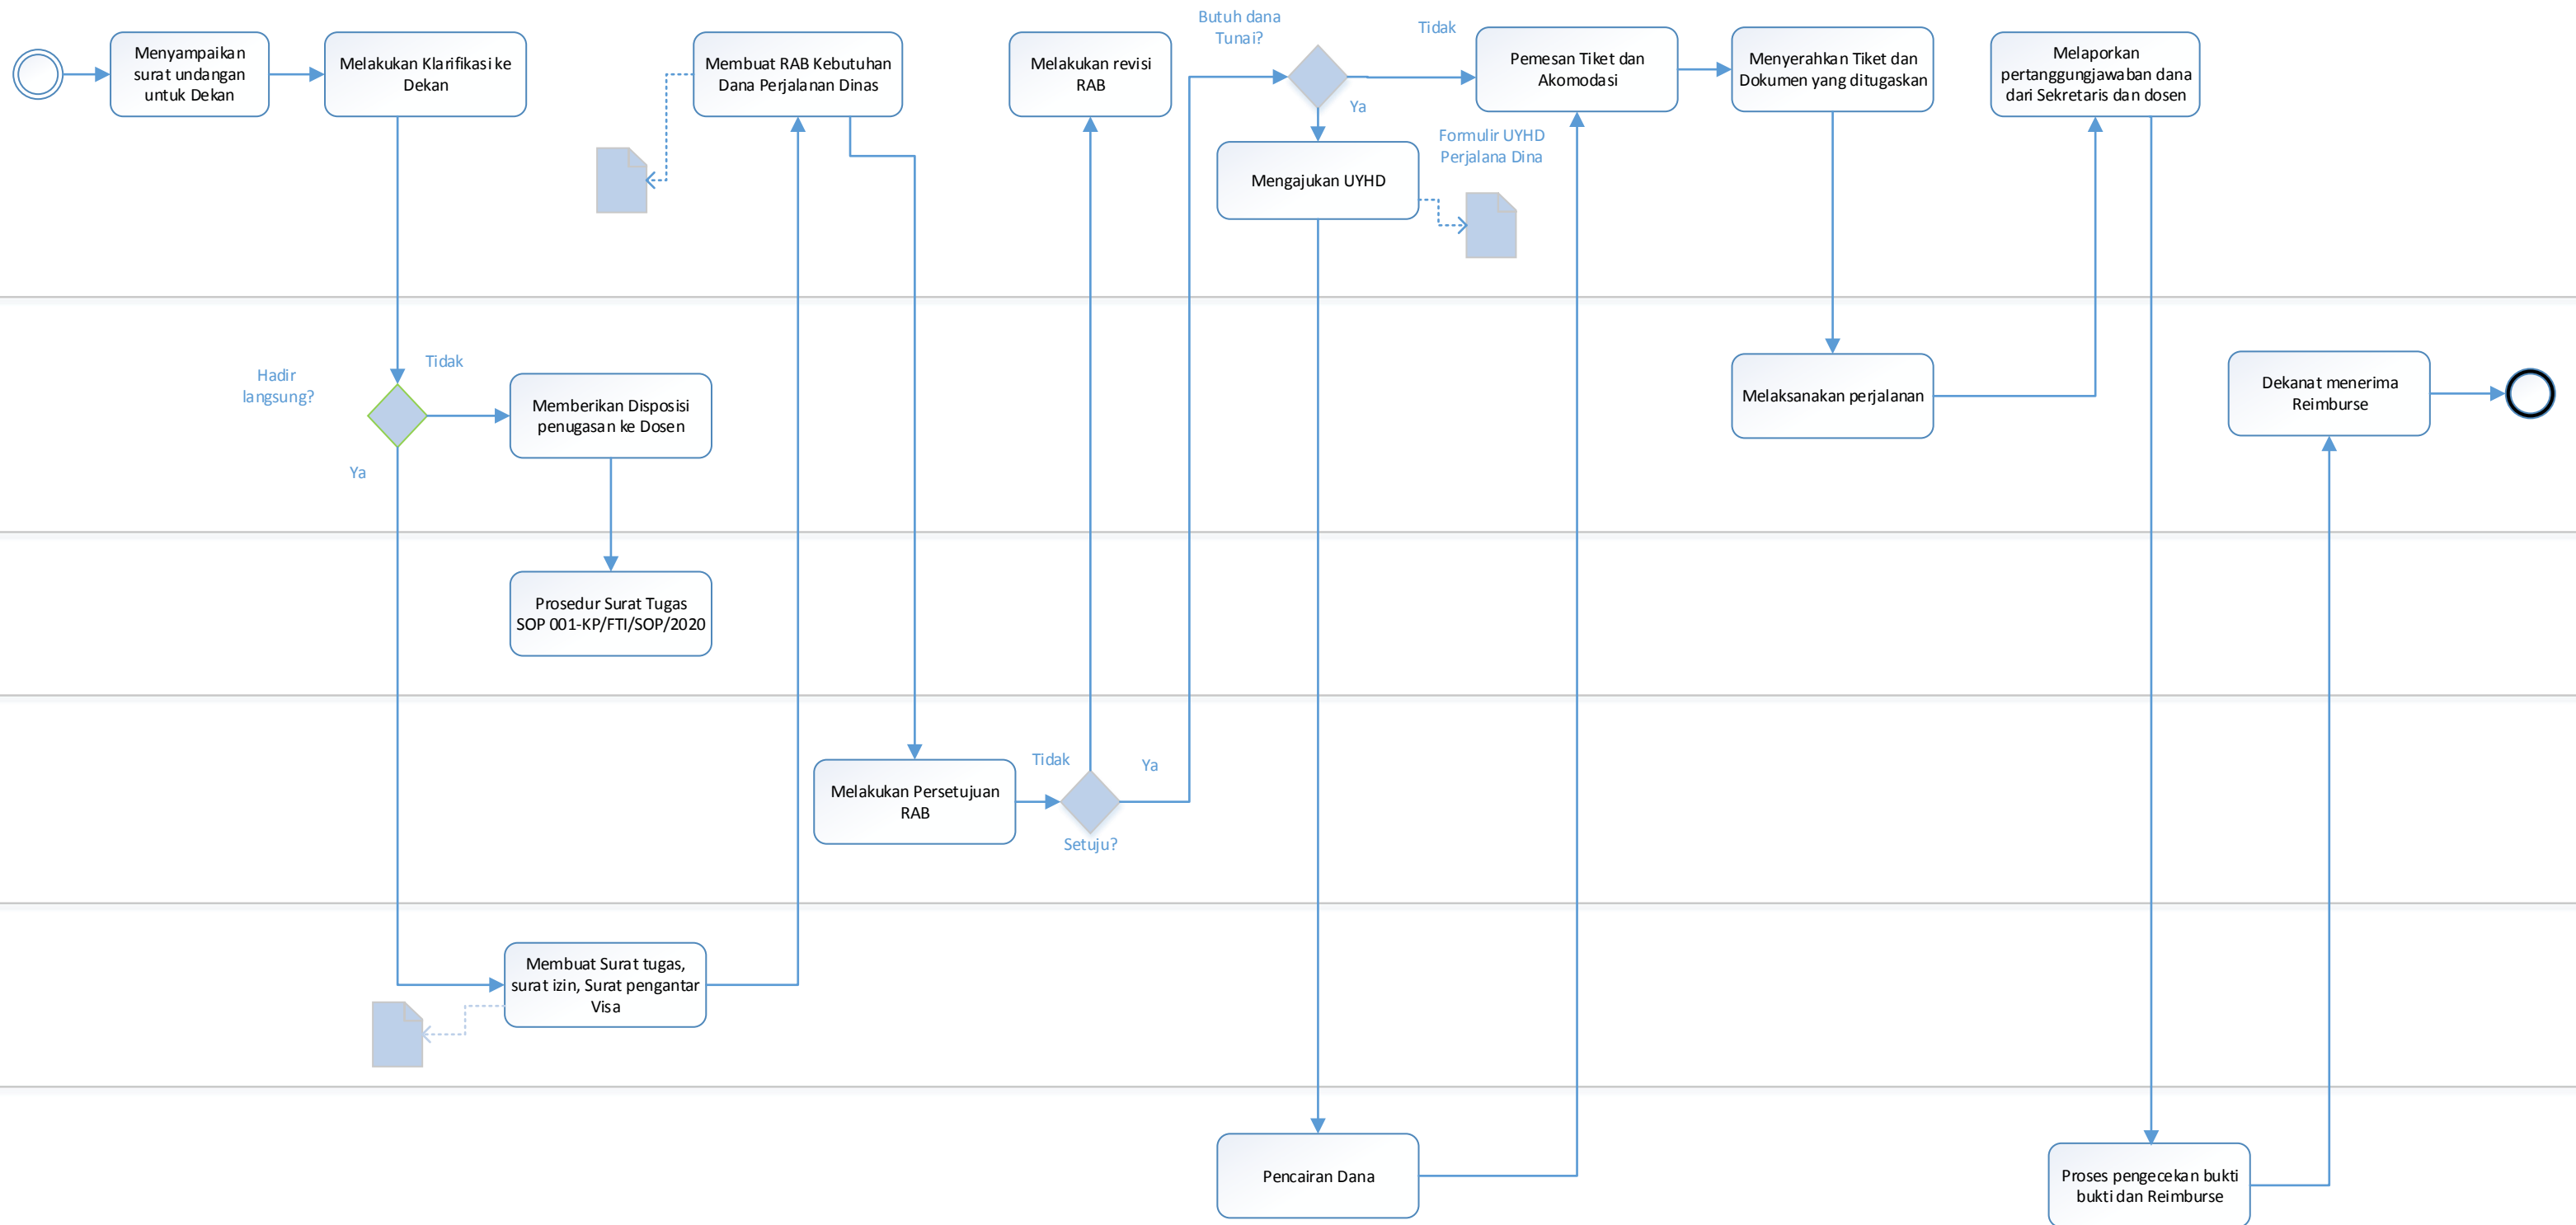 Menyampaikan
surat undangan
untuk Dekan
Melakukan Klarifikasi ke
Dekan
Membuat RAB Kebutuhan
Dana Perjalanan Dinas
Melakukan revisi
RAB
Butuh dana
Tunai?
Tidak
Ya
Pemesan Tiket dan
Akomodasi
Menyerahkan Tiket dan
Dokumen yang ditugaskan
Melaporkan
pertanggungjawaban dana
dari Sekretaris dan dosen
Mengajukan UYHD
Formulir UYHD
Perjalana Dina
Hadir
langsung?
Tidak
Ya
Memberikan Disposisi
penugasan ke Dosen
Melaksanakan perjalanan
Dekanat menerima
Reimburse
Prosedur Surat Tugas
SOP 001-KP/FTI/SOP/2020
Melakukan Persetujuan
RAB
Tidak
Ya
Setuju?
Membuat Surat tugas,
surat izin, Surat pengantar
Visa
Pencairan Dana
Proses pengecekan bukti
bukti dan Reimburse